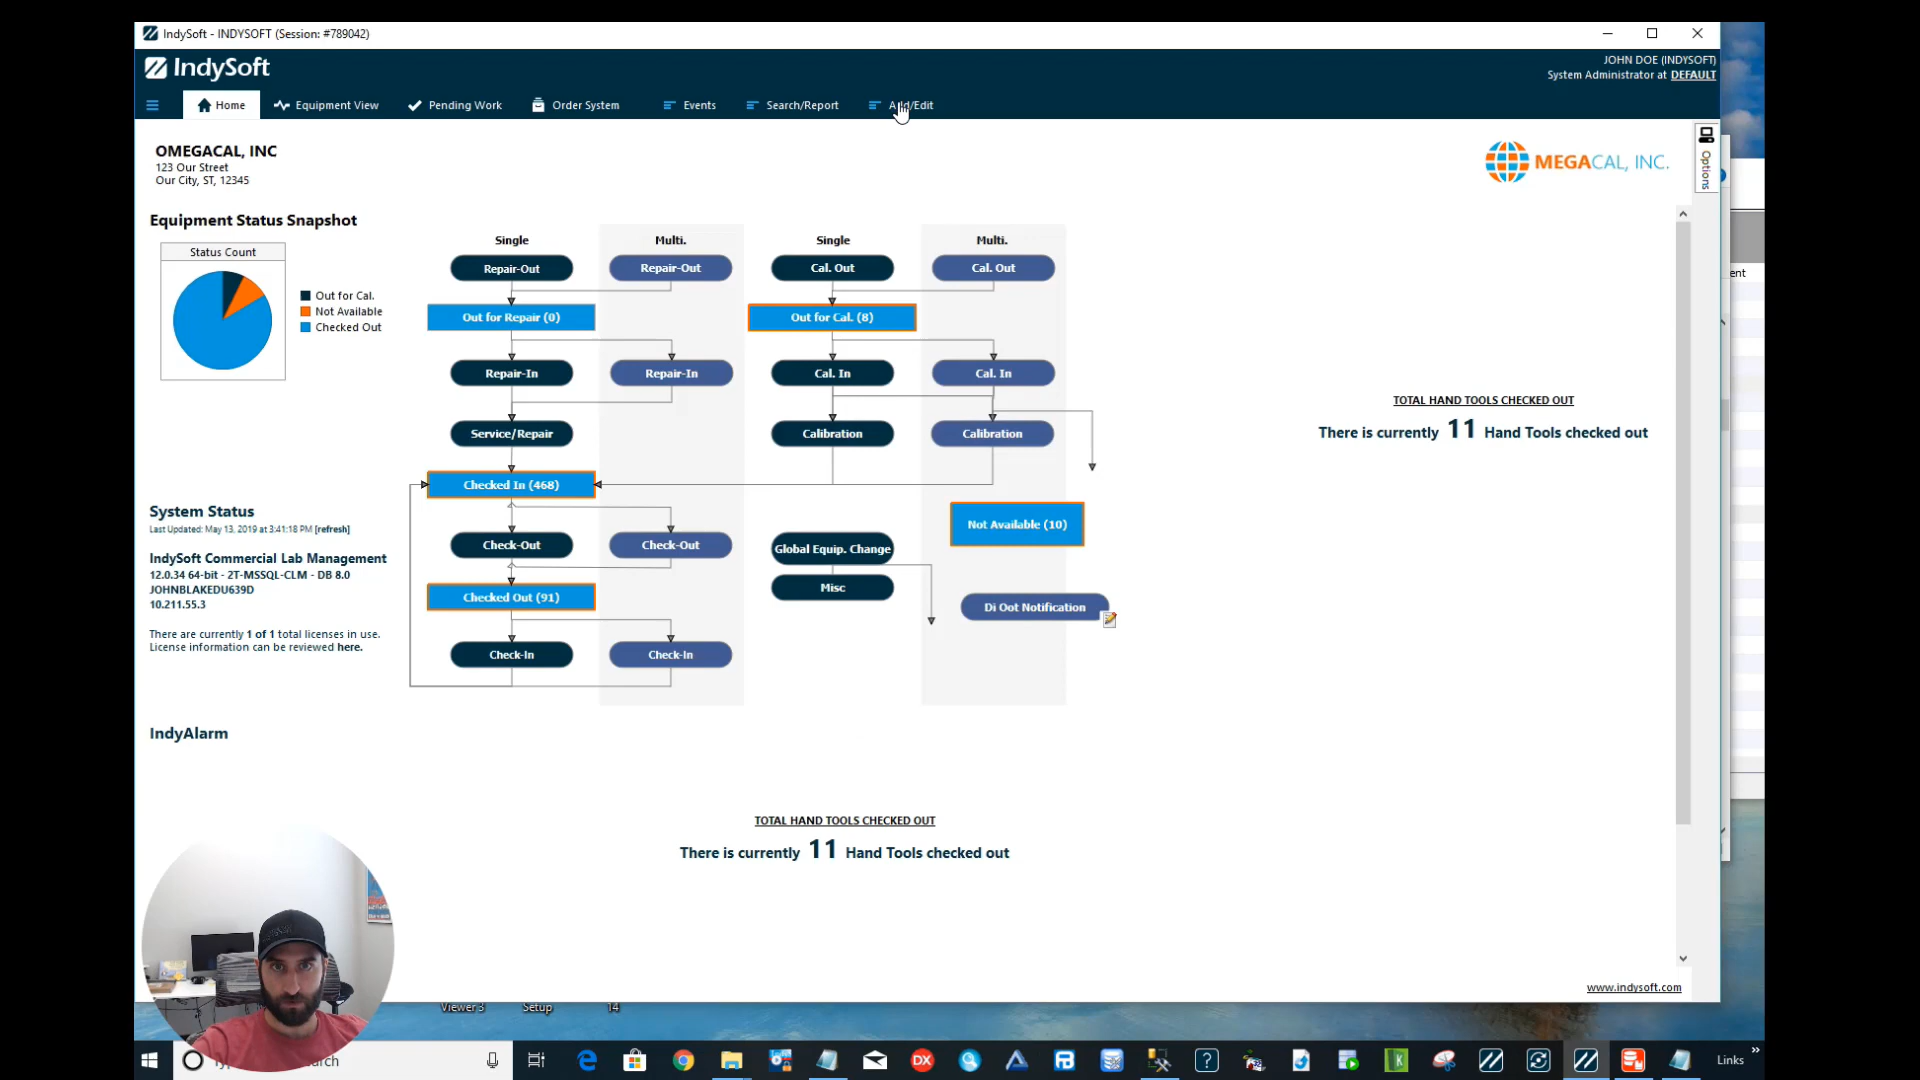 IndySoft - INDYSOFT (Session: #789042)
IndySoft
JOHN DOE (INDYSOFT)
System Administrator at DEFAULT
Home
Equipment View
Pending Work
Order System
Events
Search/Report
Add/Edit
OMEGACAL, INC
123 Our Street
Our City, ST, 12345
MEGACAL, INC.
Options
Equipment Status Snapshot
Status Count
Out for Cal.
Not Available
Checked Out
Single
Multi.
Single
Multi.
Repair-Out
Repair-Out
Cal. Out
Cal. Out
Out for Repair (0)
Out for Cal. (8)
Repair-In
Repair-In
Cal. In
Cal. In
Service/Repair
Calibration
Calibration
Checked In (468)
Not Available (10)
Check-Out
Check-Out
Global Equip. Change
Misc
Checked Out (91)
Di Oot Notification
Check-In
Check-In
TOTAL HAND TOOLS CHECKED OUT
There is currently 11 Hand Tools checked out
System Status
Last Updated: May 13, 2019 at 3:41:18 PM [refresh]
IndySoft Commercial Lab Management
12.0.34 64-bit - 2T-MSSQL-CLM - DB 8.0
JOHNBLAKEDU639D
10.211.55.3
There are currently 1 of 1 total licenses in use.
License information can be reviewed here.
IndyAlarm
TOTAL HAND TOOLS CHECKED OUT
There is currently 11 Hand Tools checked out
www.indysoft.com
Viewer 3
Setup
14
DX
Links